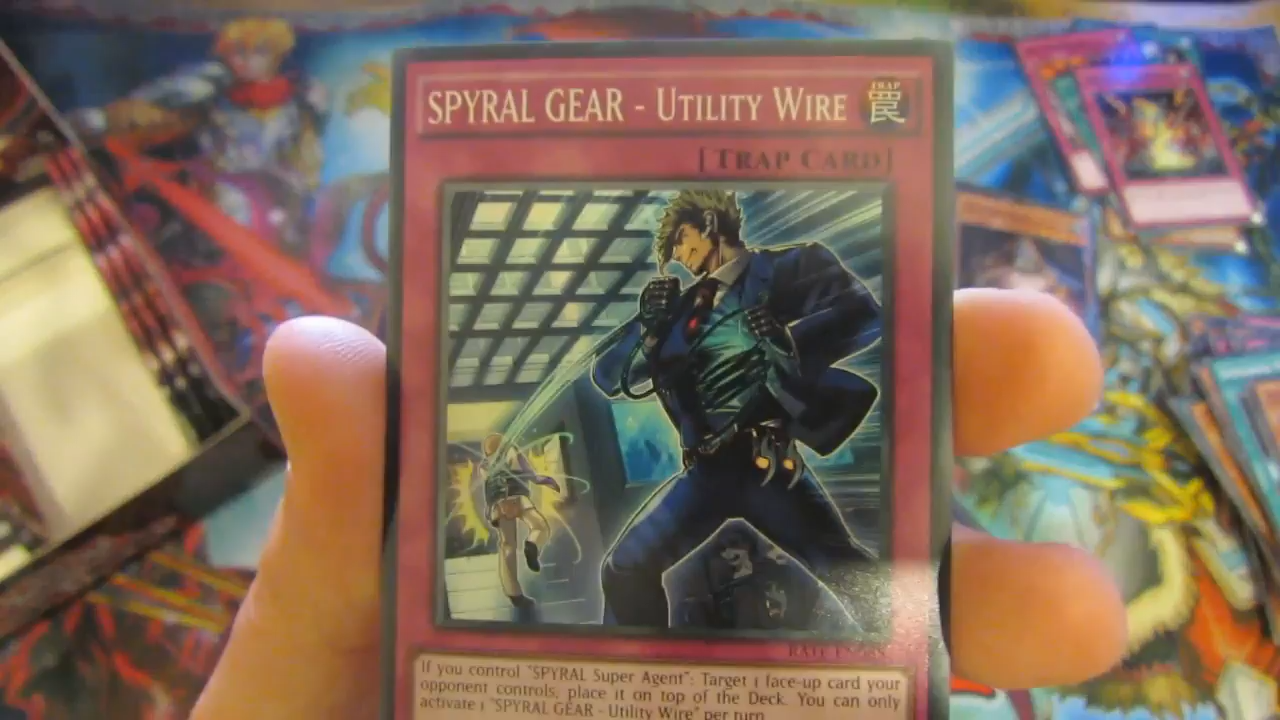 SPYRAL GEAR - UTILITY WIRE
TRAP
罠
[TRAP CARD]
If you control "SPYRAL Super Agent": Target 1 face-up card your
opponent controls; place it on top of the Deck. You can only
activate 1 "SPYRAL GEAR - Utility Wire" per turn.